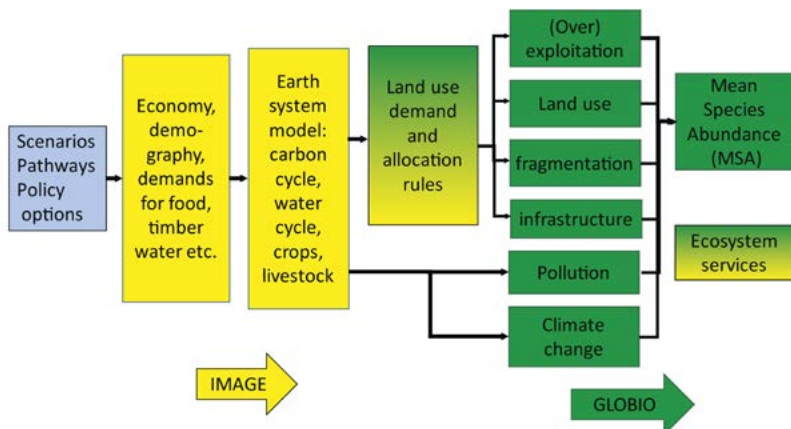 Scenarios
Pathways
Policy
options
Economy,
demo-
graphy,
demands
for food,
timber
water etc.
Earth
system
model:
carbon
cycle,
water
cycle,
crops,
livestock
Land use
demand
and
allocation
rules
(Over)
exploitation
Land use
fragmentation
infrastructure
Pollution
Climate
change
Mean
Species
Abundance
(MSA)
Ecosystem
services
IMAGE
GLOBIO